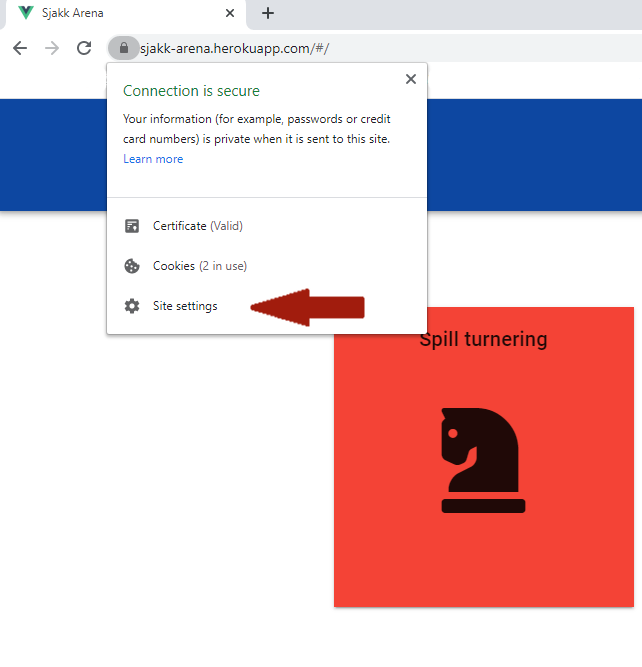 Sjakk Arena
sjakk-arena.herokuapp.com/#/
Connection is secure
Your information (for example, passwords or credit
card numbers) is private when it is sent to this site.
Learn more
Certificate (Valid)
Cookies (2 in use)
Site settings
Spill turnering